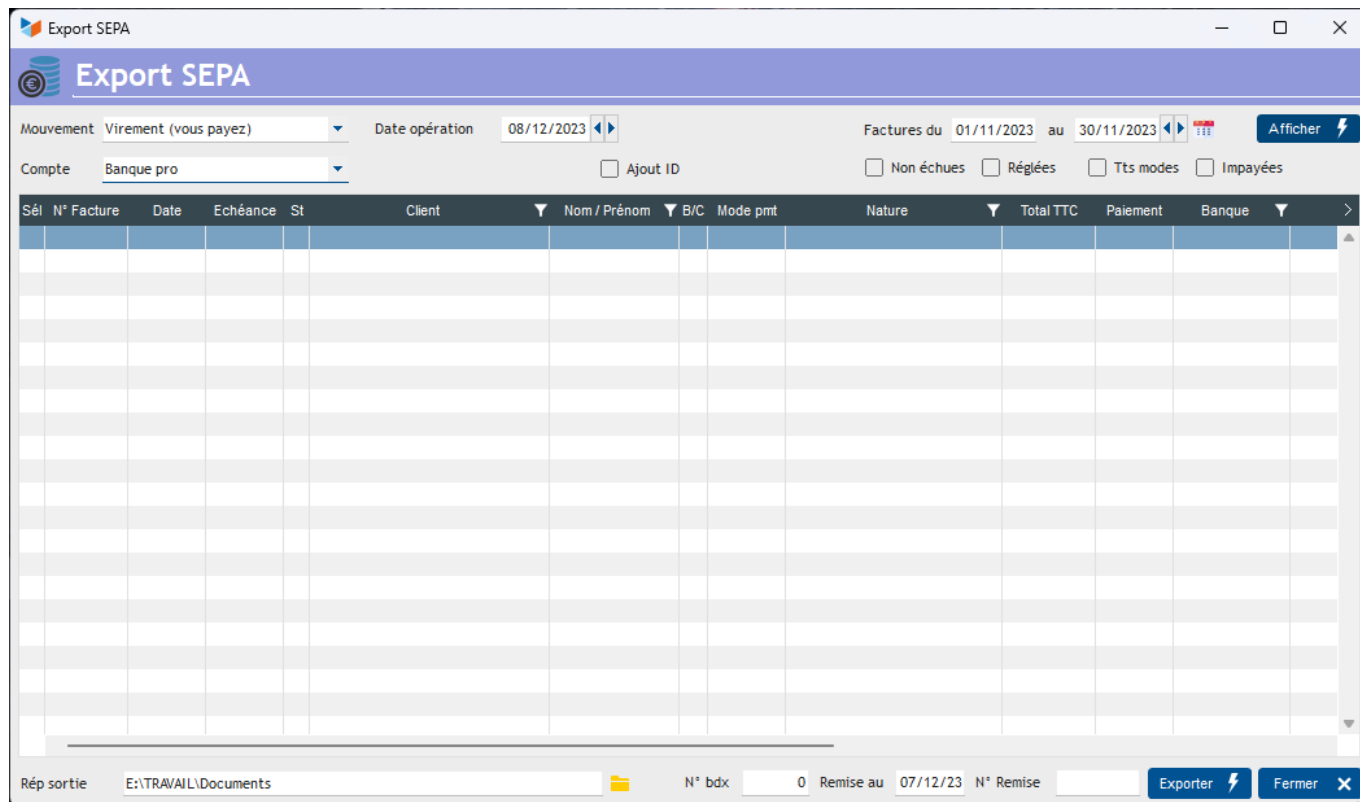 Export SEPA
Export SEPA
Mouvement Virement (vous payez) Date opération 08/12/2023 Factures du 01/11/2023 au 30/11/2023 Afficher
Compte Banque pro Ajout ID Non échues Réglées Tts modes Impayées
Sél N° Facture Date Echéance St Client Nom / Prénom B/C Mode pmt Nature Total TTC Paiement Banque
Rép sortie E:\TRAVAIL\Documents N° bdx 0 Remise au 07/12/23 N° Remise Exporter Fermer